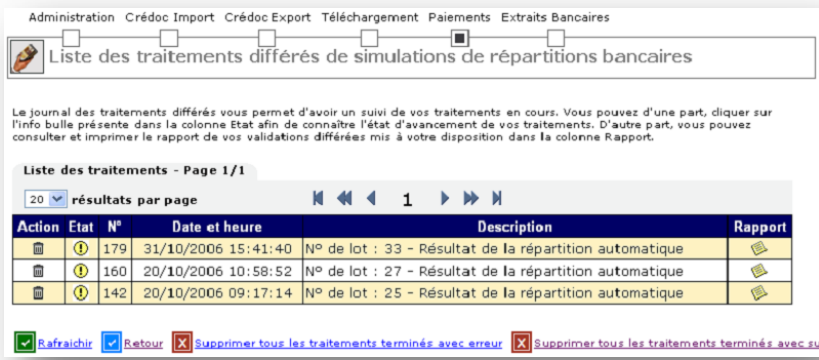 Administration Crédoc Import Crédoc Export Téléchargement Paiements Extraits Bancaires
Liste des traitements différés de simulations de répartitions bancaires
Le journal des traitements différés vous permet d'avoir un suivi de vos traitements en cours. Vous pouvez d'une part, cliquer sur
l'info bulle présente dans la colonne Etat afin de connaître l'état d'avancement de vos traitements. D'autre part, vous pouvez
consulter et imprimer le rapport de vos validations différées mis à votre disposition dans la colonne Rapport.
Liste des traitements - Page 1/1
20 résultats par page 1
Action Etat N° Date et heure Description Rapport
179 31/10/2006 15:41:40 N° de lot : 33 - Résultat de la répartition automatique
160 20/10/2006 10:58:52 N° de lot : 27 - Résultat de la répartition automatique
142 20/10/2006 09:17:14 N° de lot : 25 - Résultat de la répartition automatique
Rafraichir Retour X Supprimer tous les traitements terminés avec erreur X Supprimer tous les traitements terminés avec su